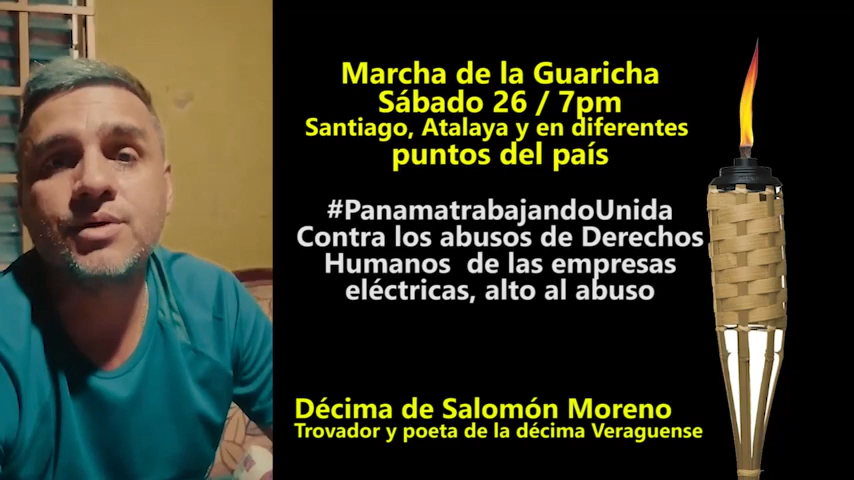 Marcha de la Guaricha
Sábado 26 / 7pm
Santiago, Atalaya y en diferentes
puntos del país
#PanamatrabajandoUnida
Contra los abusos de Derechos
Humanos  de las empresas
eléctricas, alto al abuso
Décima de Salomón Moreno
Trovador y poeta de la décima Veraguense